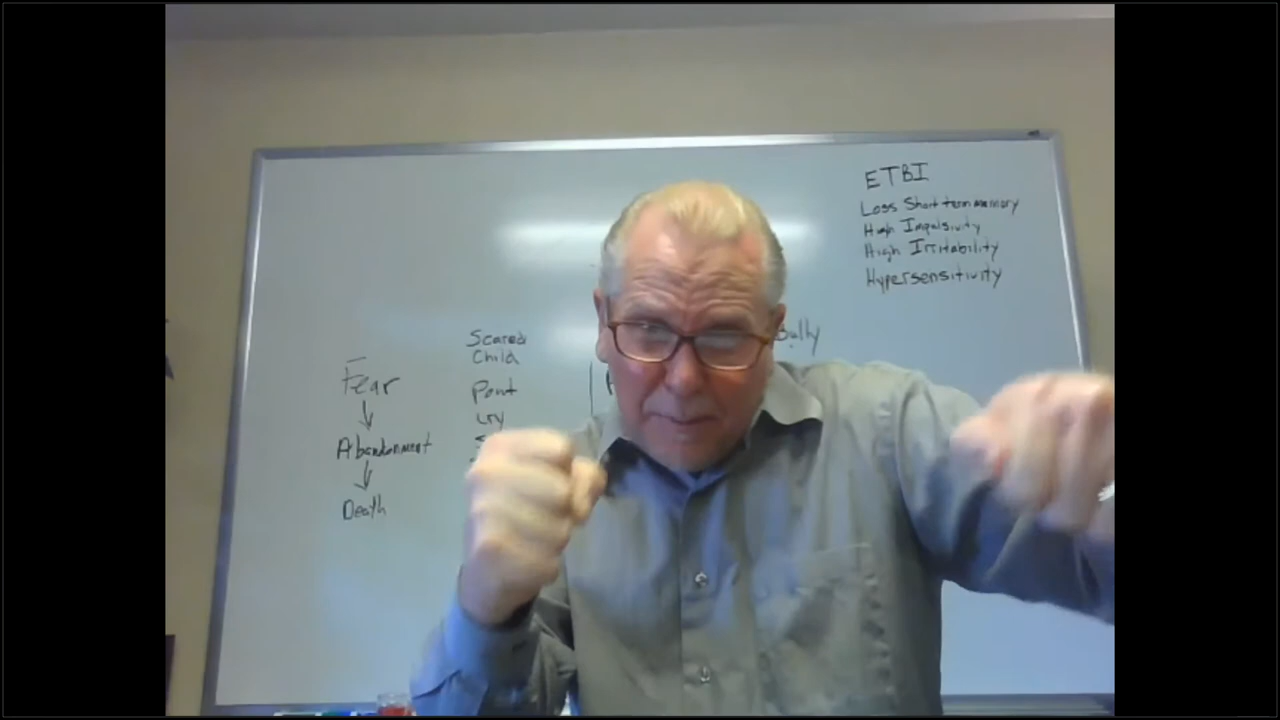 ETBI
Loss Short term memory
High Impulsivity
High Irritability
Hypersensitivity
Fear
↓
Abandonment
↓
Death
Scared
Child
Pout
Cry
Bully